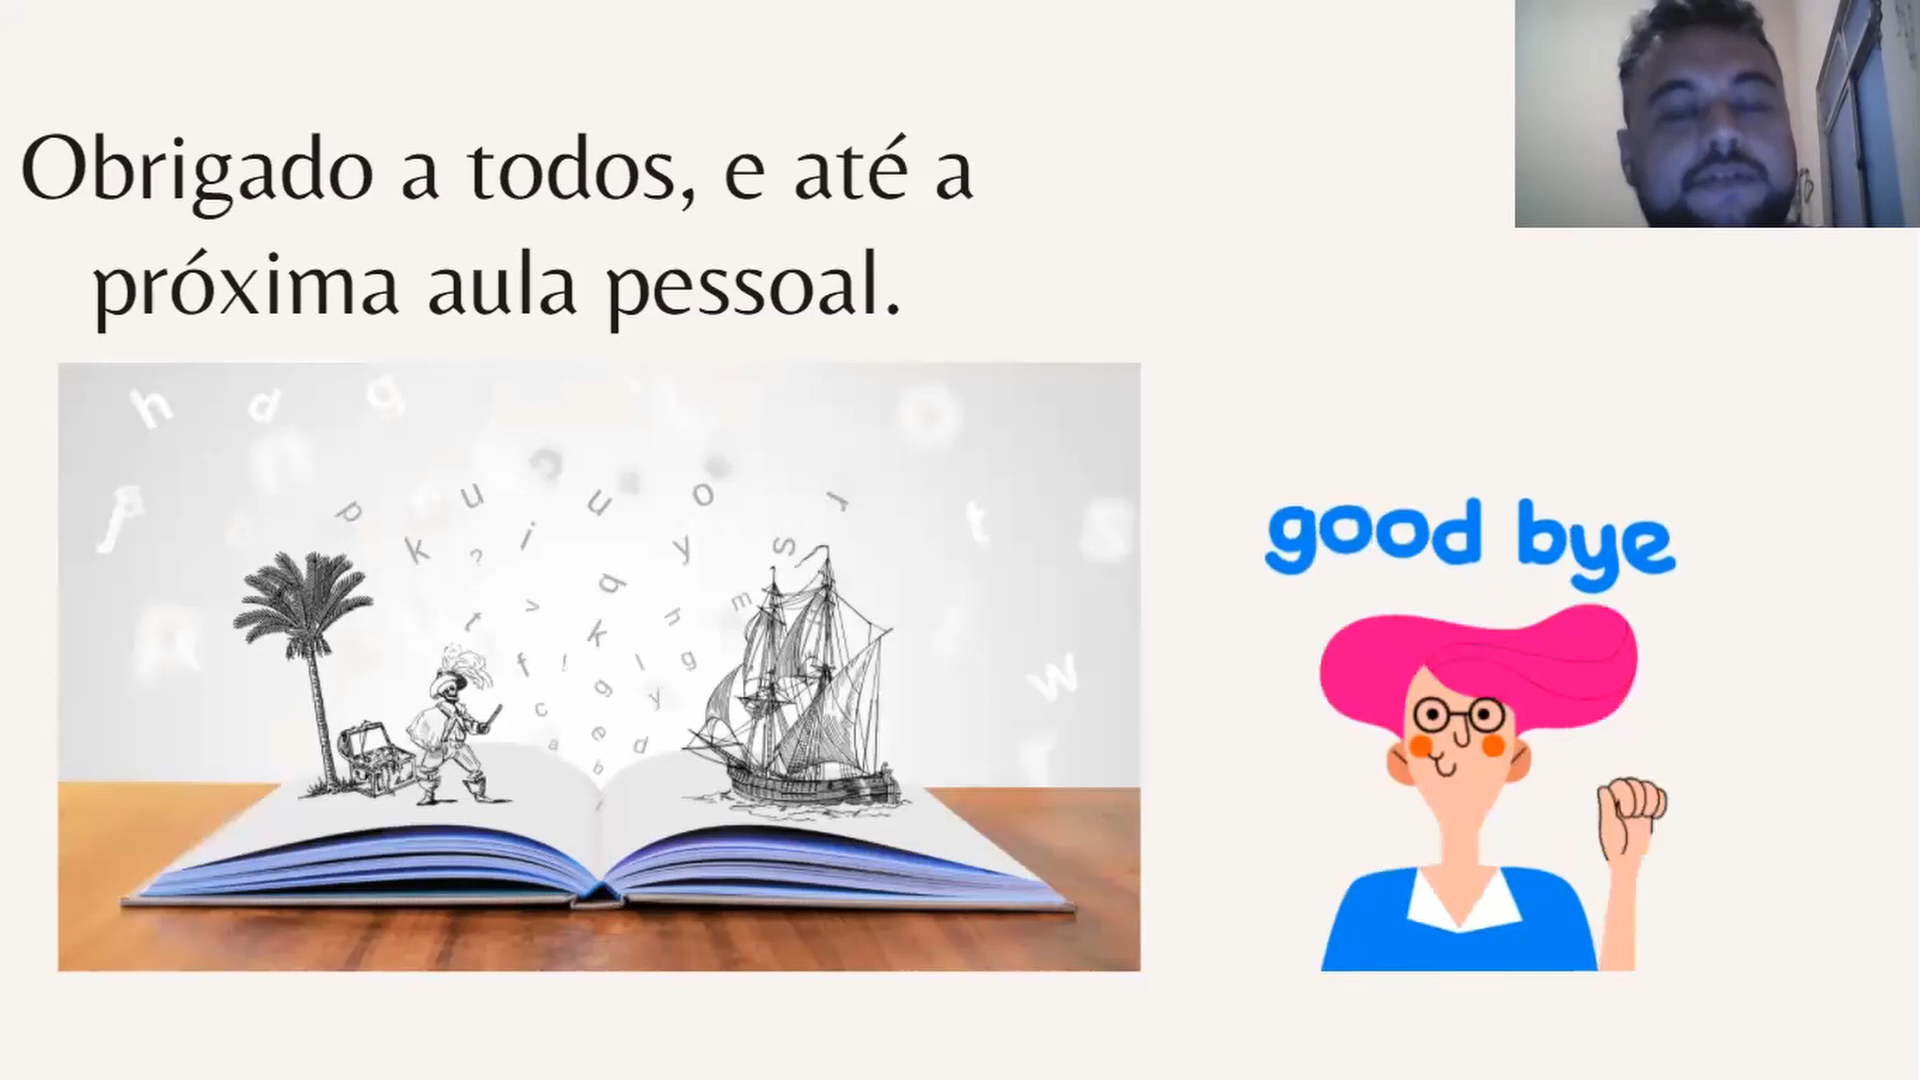 Obrigado a todos, e até a
próxima aula pessoal.
h d g
p u c u o r
k ? i y s t
q m
t v k h
f ! l g
g y w
c
e d
a
b
good bye